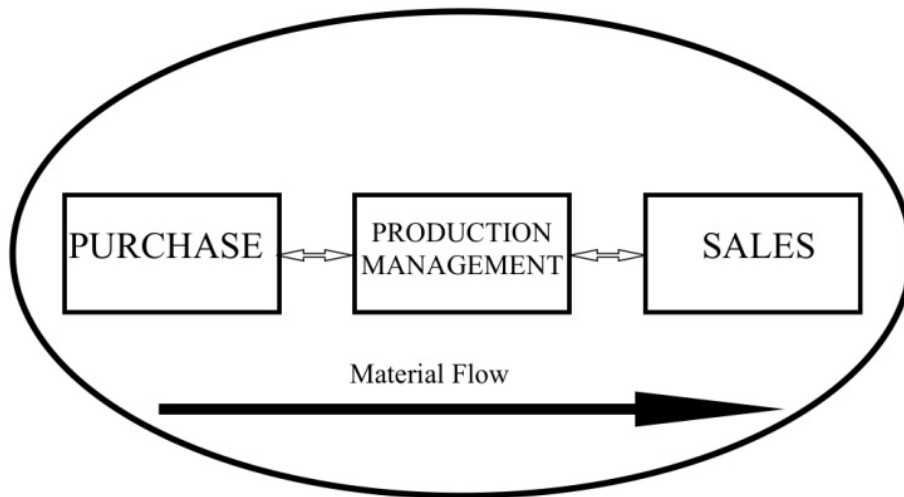 PURCHASE
PRODUCTION
MANAGEMENT
SALES
Material Flow